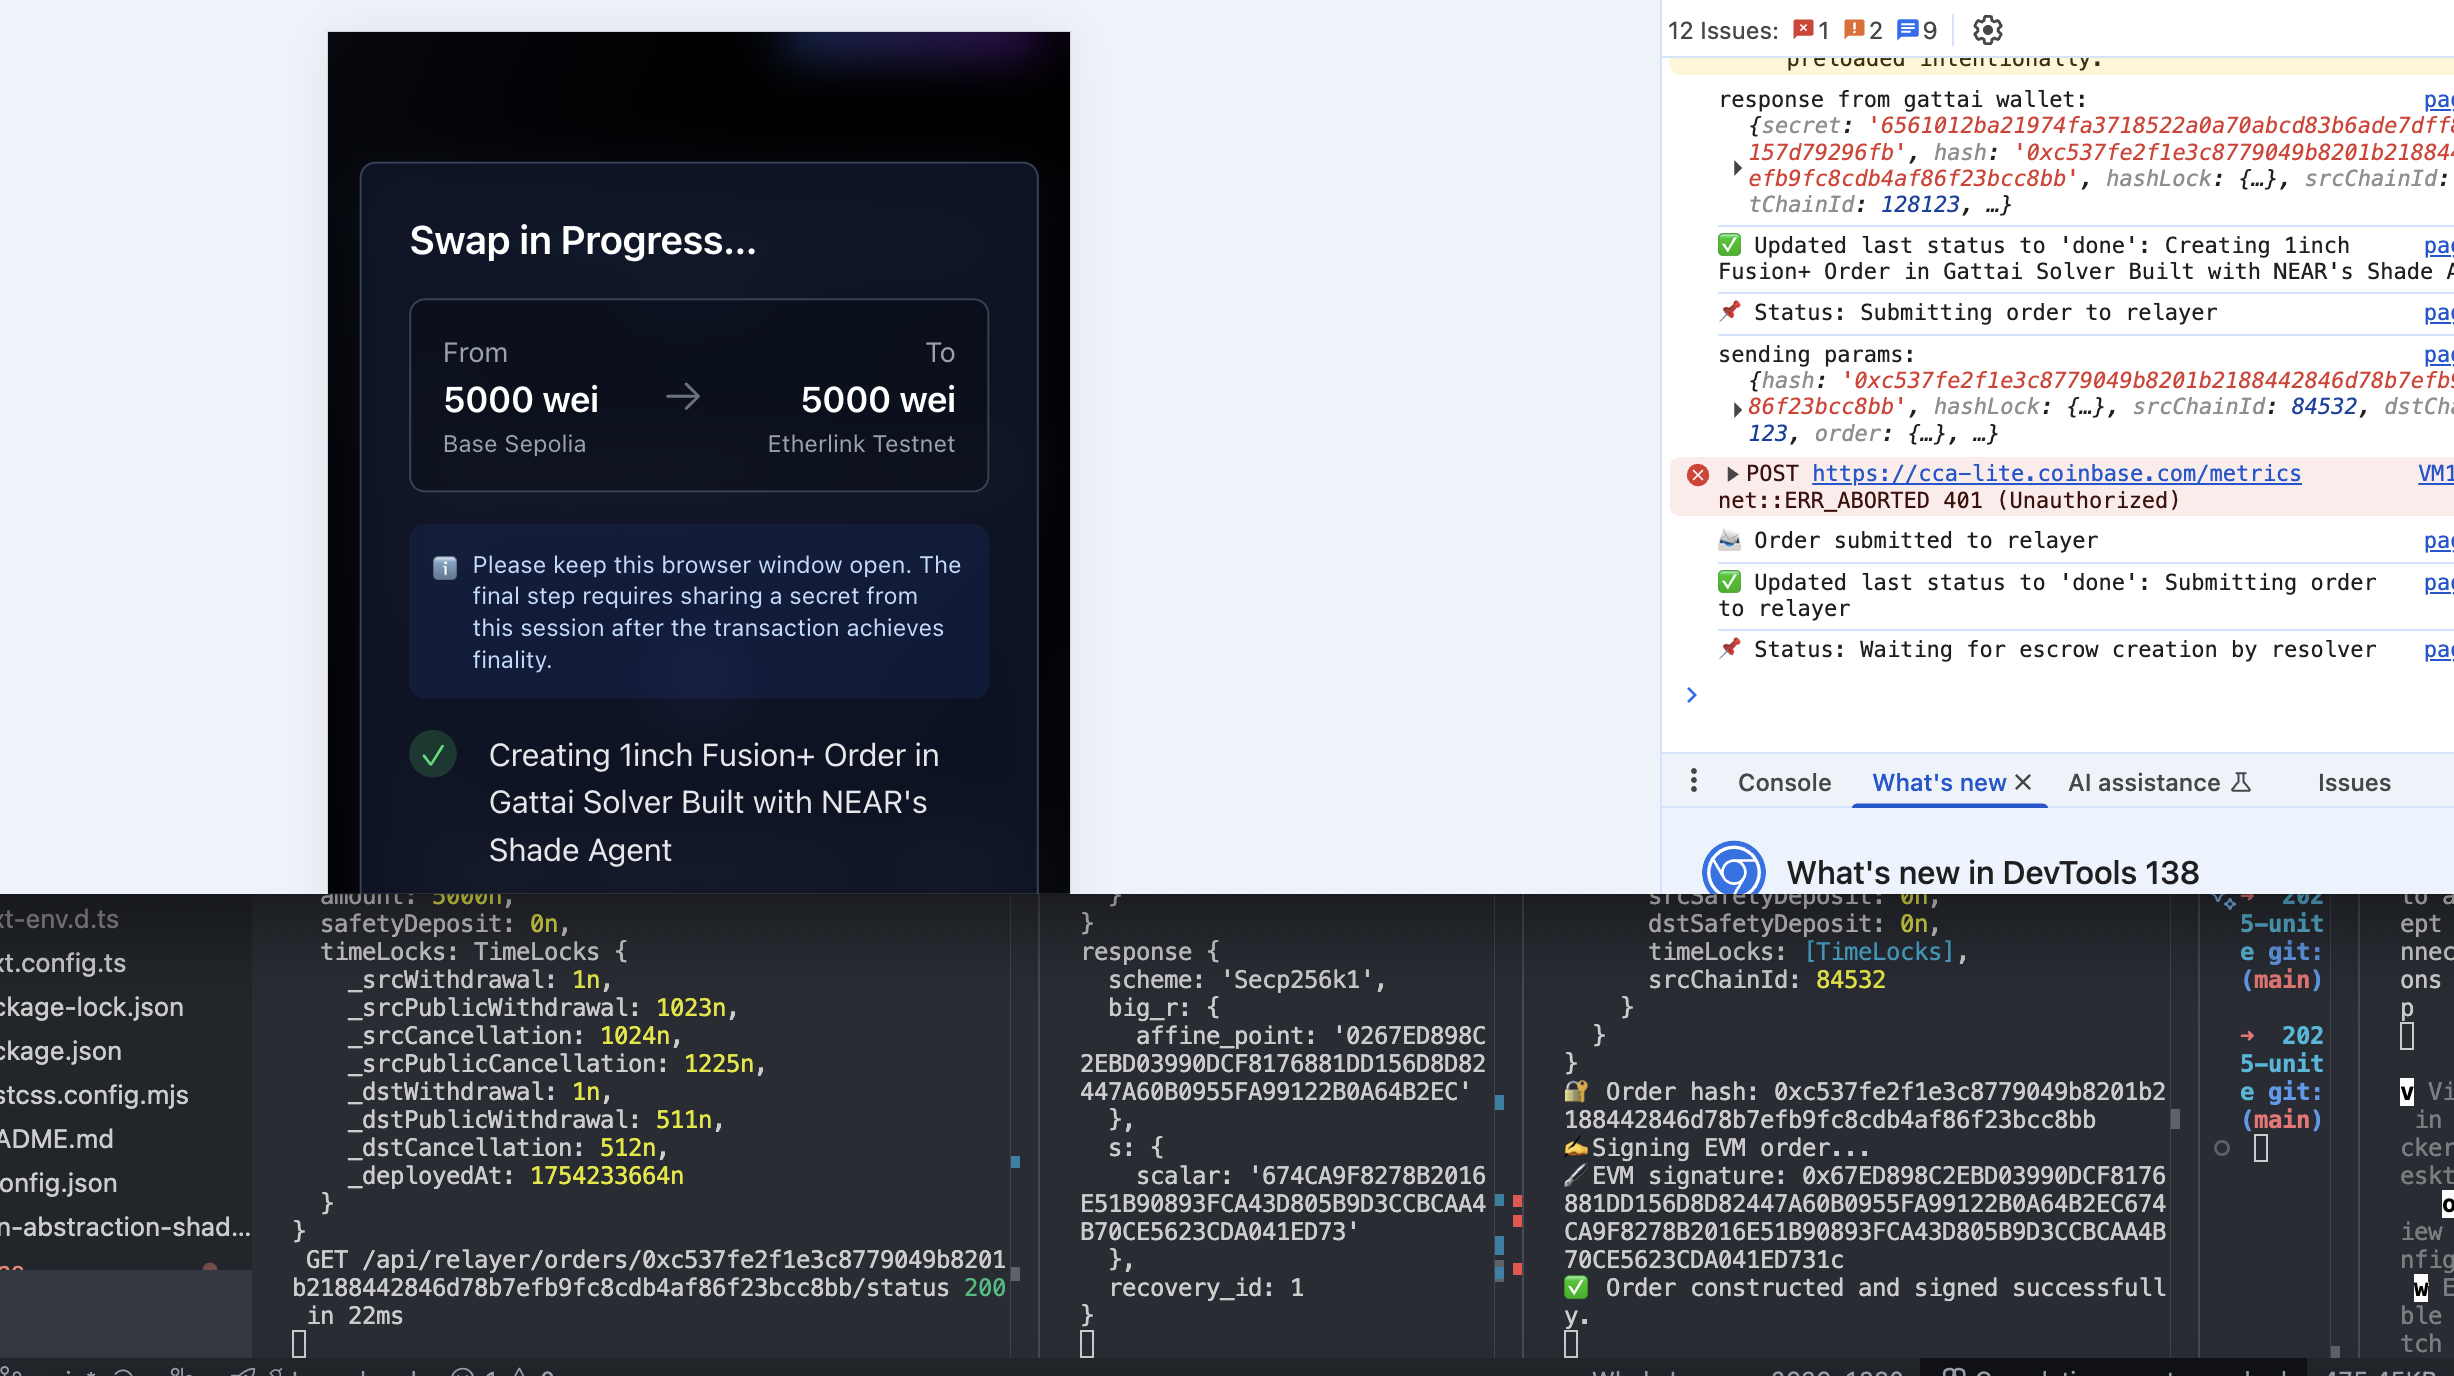 Swap in Progress...
From
To
5000 wei
→
5000 wei
Base Sepolia
Etherlink Testnet
Please keep this browser window open. The
final step requires sharing a secret from
this session after the transaction achieves
finality.
Creating 1inch Fusion+ Order in
Gattai Solver Built with NEAR's
Shade Agent
12 Issues: 1 2 9
preloaded intentionally.
response from gattai wallet:
{secret: '6561012ba21974fa3718522a0a70abcd83b6ade7dff
157d79296fb', hash: '0xc537fe2f1e3c8779049b8201b21884
efb9fc8cdb4af86f23bcc8bb', hashLock: {…}, srcChainId:
tChainId: 128123, …}
✅ Updated last status to 'done': Creating 1inch
Fusion+ Order in Gattai Solver Built with NEAR's Shade A
📌 Status: Submitting order to relayer
sending params:
{hash: '0xc537fe2f1e3c8779049b8201b2188442846d78b7efb9
86f23bcc8bb', hashLock: {…}, srcChainId: 84532, dstCh
123, order: {…}, …}
POST https://cca-lite.coinbase.com/metrics VM1
net::ERR_ABORTED 401 (Unauthorized)
📨 Order submitted to relayer
✅ Updated last status to 'done': Submitting order
to relayer
📌 Status: Waiting for escrow creation by resolver
Console What's new AI assistance Issues
What's new in DevTools 138
xt-env.d.ts
xt.config.ts
ckage-lock.json
ckage.json
stcss.config.mjs
ADME.md
onfig.json
n-abstraction-shad...
amount: 5000n,
safetyDeposit: 0n,
timeLocks: TimeLocks {
_srcWithdrawal: 1n,
_srcPublicWithdrawal: 1023n,
_srcCancellation: 1024n,
_srcPublicCancellation: 1225n,
_dstWithdrawal: 1n,
_dstPublicWithdrawal: 511n,
_dstCancellation: 512n,
_deployedAt: 1754233664n
}
}
GET /api/relayer/orders/0xc537fe2f1e3c8779049b8201
b2188442846d78b7efb9fc8cdb4af86f23bcc8bb/status 200
in 22ms
}
}
response {
scheme: 'Secp256k1',
big_r: {
affine_point: '0267ED898C
2EBD03990DCF8176881DD156D8D82
447A60B0955FA99122B0A64B2EC'
},
s: {
scalar: '674CA9F8278B2016
E51B90893FCA43D805B9D3CCBCAA4
B70CE5623CDA041ED73'
},
recovery_id: 1
}
srcSafetyDeposit: 0n,
dstSafetyDeposit: 0n,
timeLocks: [TimeLocks],
srcChainId: 84532
}
}
}
🔐 Order hash: 0xc537fe2f1e3c8779049b8201b2
188442846d78b7efb9fc8cdb4af86f23bcc8bb
✍️Signing EVM order...
🖊️EVM signature: 0x67ED898C2EBD03990DCF8176
881DD156D8D82447A60B0955FA99122B0A64B2EC674
CA9F8278B2016E51B90893FCA43D805B9D3CCBCAA4B
70CE5623CDA041ED731c
✅ Order constructed and signed successfull
y.
→ 202
5-unit
e git:
(main)
→ 202
5-unit
e git:
(main)
ept
nnec
ons
p
v Vi
in
cker
eskt
o
iew
nfig
w E
ble
tch